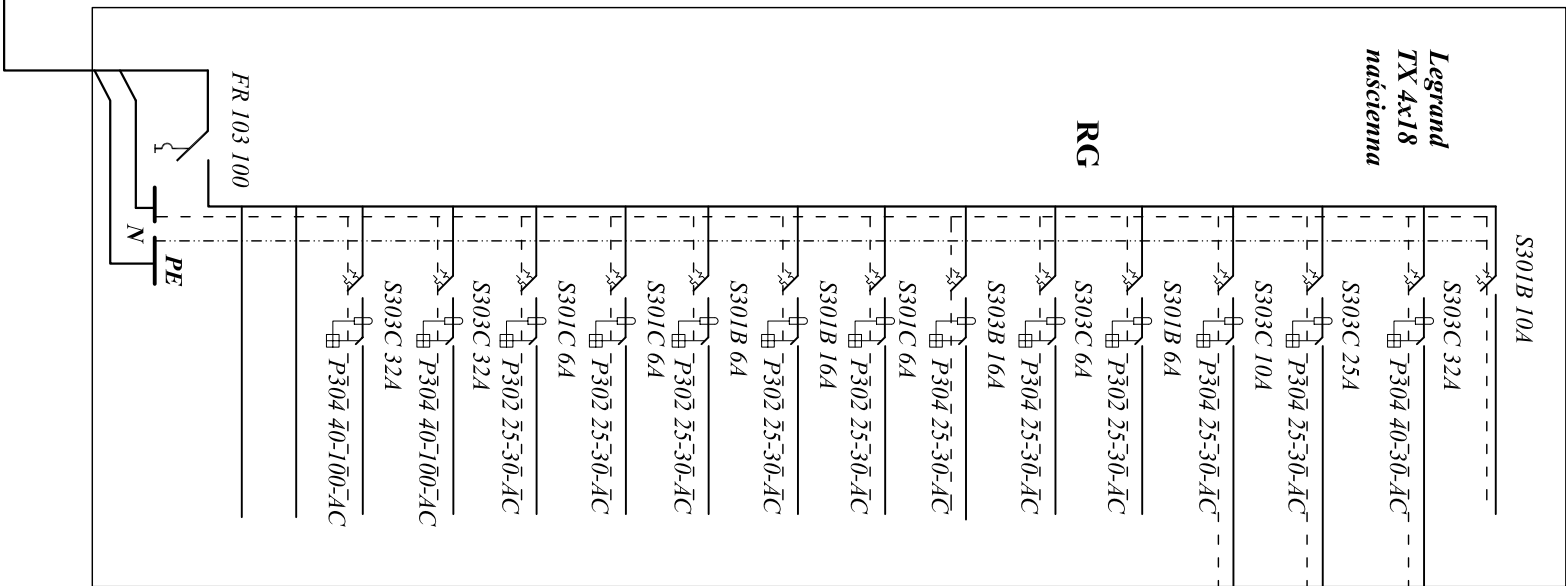 Legrand
TX 4x18
naścienna
RG
FR 103 100
N
PE
S303C 32A
P304 40-100-AC
S303C 32A
P304 40-100-AC
S301C 6A
P302 25-30-AC
S301C 6A
P302 25-30-AC
S301B 6A
P302 25-30-AC
S301B 16A
P302 25-30-AC
S301C 6A
P302 25-30-AC
S303B 16A
P304 25-30-AC
S303C 6A
P304 25-30-AC
S301B 6A
P302 25-30-AC
S303C 10A
P304 25-30-AC
S303C 25A
P304 25-30-AC
S303C 32A
P304 40-30-AC
S301B 10A